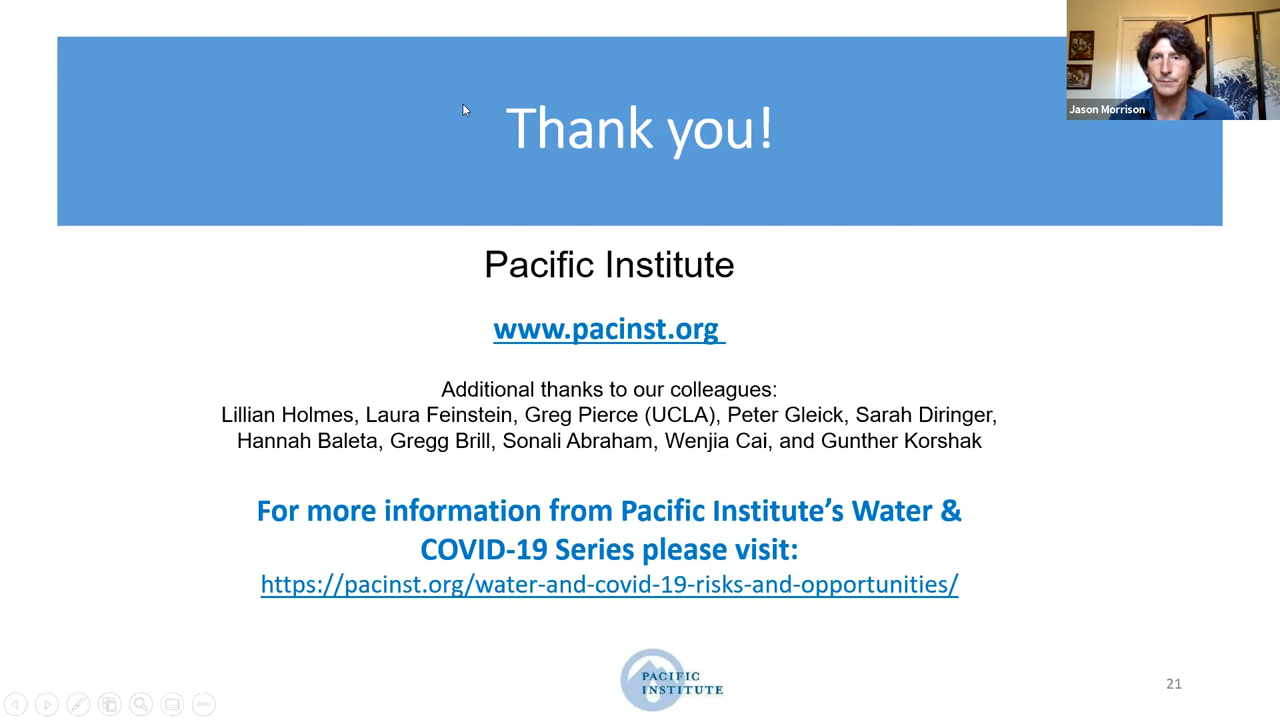 Thank you!
Jason Morrison
Pacific Institute
www.pacinst.org
Additional thanks to our colleagues:
Lillian Holmes, Laura Feinstein, Greg Pierce (UCLA), Peter Gleick, Sarah Diringer,
Hannah Baleta, Gregg Brill, Sonali Abraham, Wenjia Cai, and Gunther Korshak
For more information from Pacific Institute’s Water &
COVID-19 Series please visit:
https://pacinst.org/water-and-covid-19-risks-and-opportunities/
PACIFIC
INSTITUTE
21